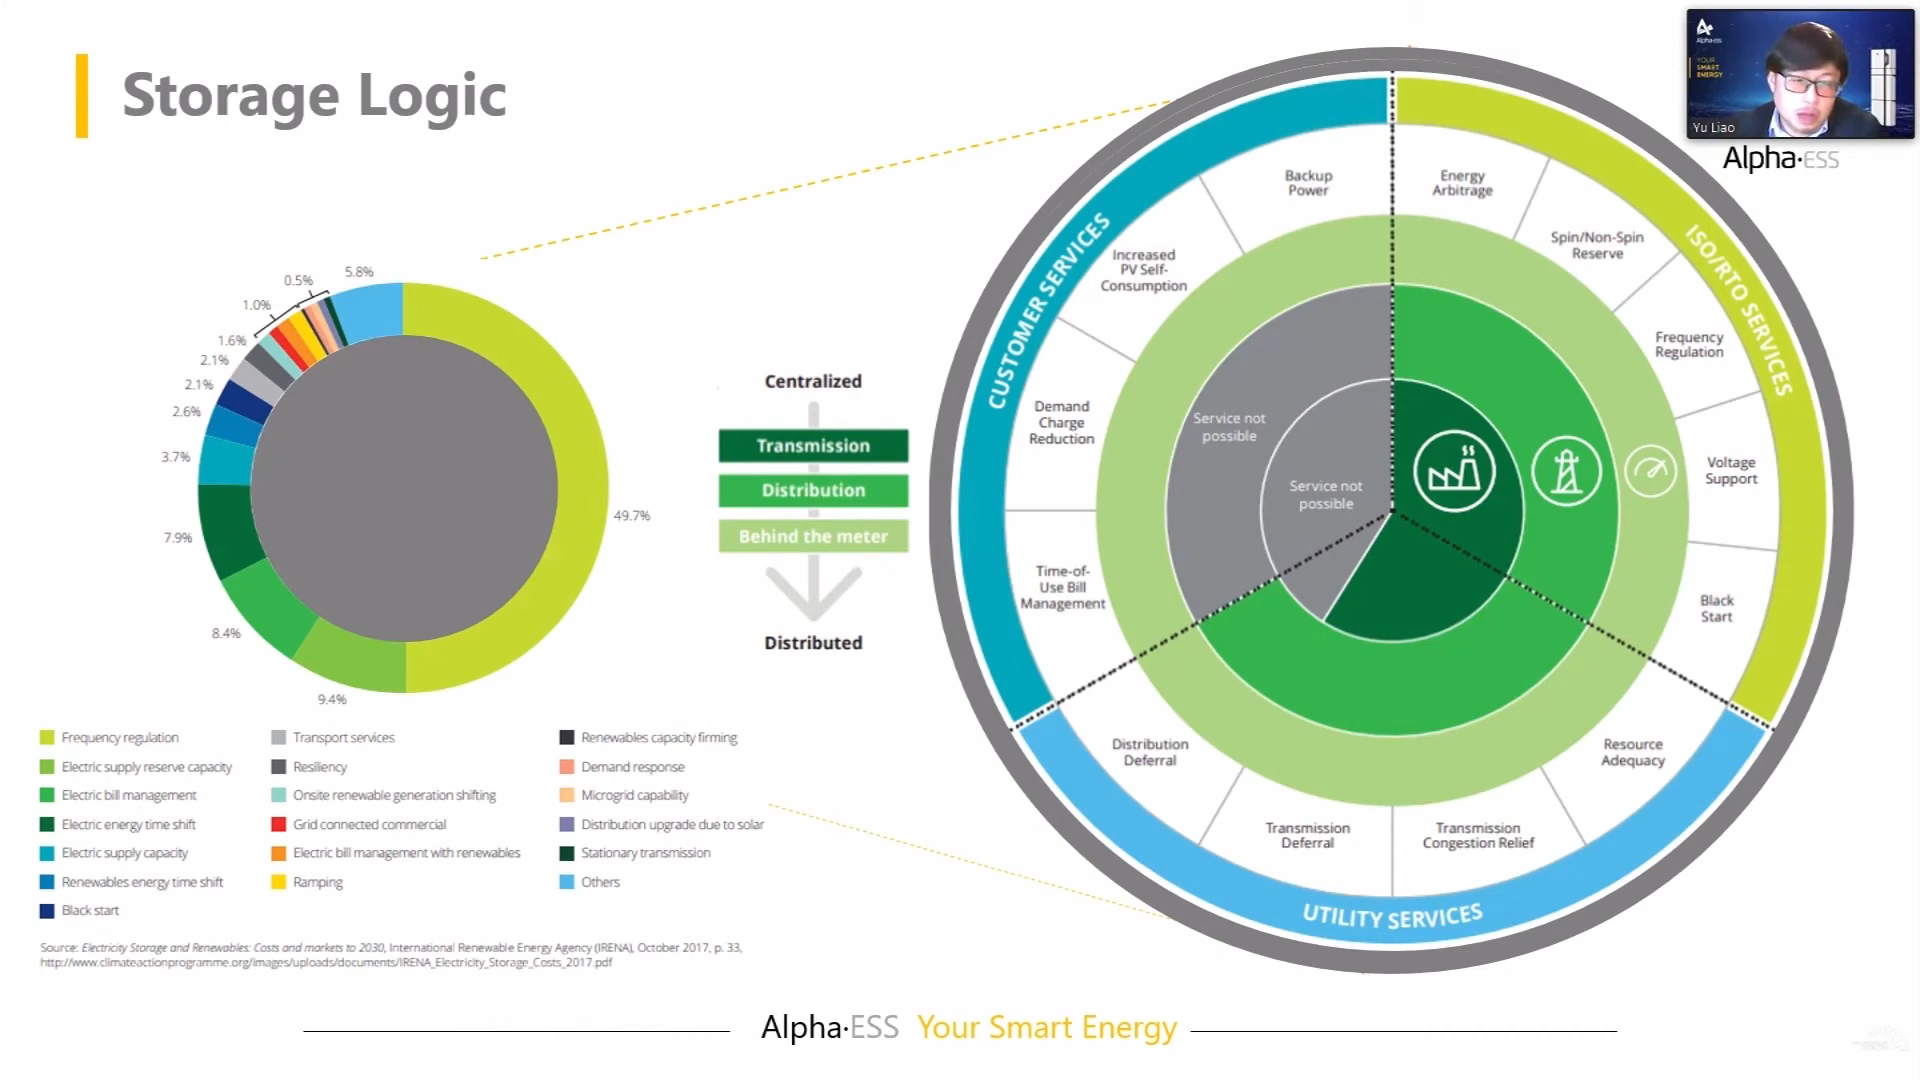 Storage Logic
Alpha-ESS
YOUR
SMART
ENERGY
Yu Liao
Alpha·ESS
5.8%
0.5%
1.0%
1.6%
2.1%
2.1%
2.6%
3.7%
7.9%
8.4%
9.4%
49.7%
Centralized
Transmission
Distribution
Behind the meter
Distributed
CUSTOMER SERVICES
ISO/RTO SERVICES
UTILITY SERVICES
Backup
Power
Energy
Arbitrage
Spin/Non-Spin
Reserve
Increased
PV Self-
Consumption
Frequency
Regulation
Demand
Charge
Reduction
Voltage
Support
Time-of-
Use Bill
Management
Black
Start
Distribution
Deferral
Resource
Adequacy
Transmission
Deferral
Transmission
Congestion Relief
Service not
possible
Service not
possible
Frequency regulation
Electric supply reserve capacity
Electric bill management
Electric energy time shift
Electric supply capacity
Renewables energy time shift
Black start
Transport services
Resiliency
Onsite renewable generation shifting
Grid connected commercial
Electric bill management with renewables
Ramping
Renewables capacity firming
Demand response
Microgrid capability
Distribution upgrade due to solar
Stationary transmission
Others
Source: Electricity Storage and Renewables: Costs and markets to 2030, International Renewable Energy Agency (IRENA), October 2017, p. 33,
http://www.climateactionprogramme.org/images/uploads/documents/IRENA_Electricity_Storage_Costs_2017.pdf
Alpha·ESS Your Smart Energy